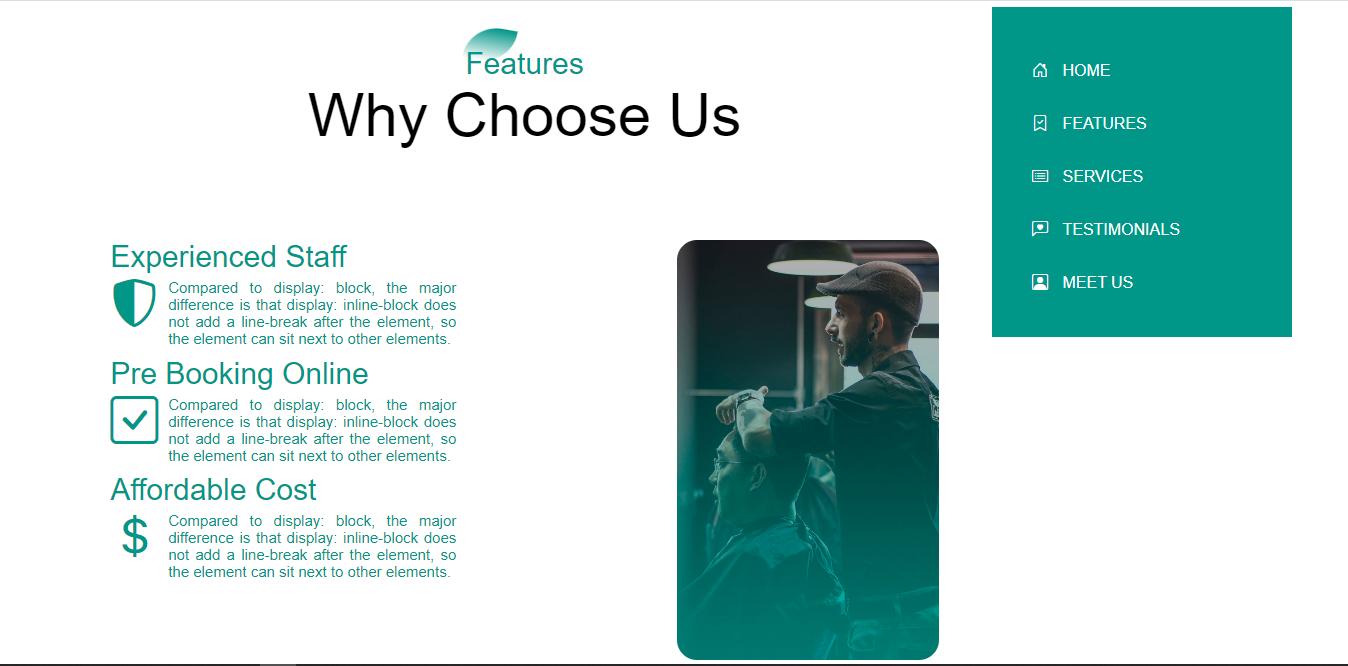 Features
Why Choose Us
HOME
FEATURES
SERVICES
TESTIMONIALS
MEET US
Experienced Staff
Compared to display: block, the major
difference is that display: inline-block does
not add a line-break after the element, so
the element can sit next to other elements.
Pre Booking Online
Compared to display: block, the major
difference is that display: inline-block does
not add a line-break after the element, so
the element can sit next to other elements.
Affordable Cost
$
Compared to display: block, the major
difference is that display: inline-block does
not add a line-break after the element, so
the element can sit next to other elements.